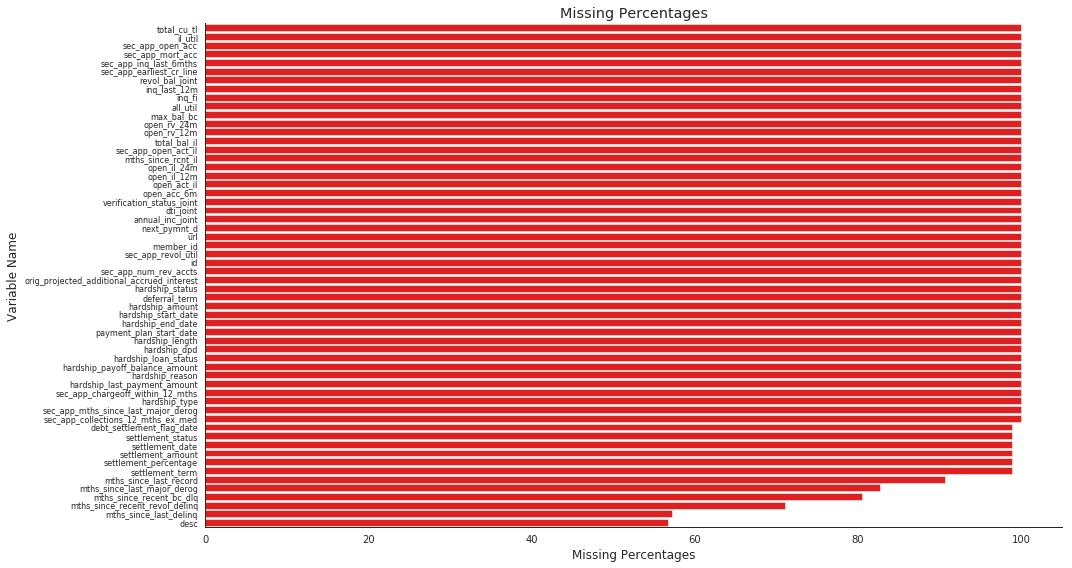 Missing Percentages
total_cu_tl
il_util
sec_app_open_acc
sec_app_mort_acc
sec_app_inq_last_6mths
sec_app_earliest_cr_line
revol_bal_joint
inq_last_12m
inq_fi
all_util
max_bal_bc
open_rv_24m
open_rv_12m
total_bal_il
sec_app_open_act_il
mths_since_rcnt_il
open_il_24m
open_il_12m
open_act_il
open_acc_6m
verification_status_joint
dti_joint
annual_inc_joint
next_pymnt_d
url
member_id
sec_app_revol_util
id
sec_app_num_rev_accts
orig_projected_additional_accrued_interest
hardship_status
deferral_term
hardship_amount
hardship_start_date
hardship_end_date
payment_plan_start_date
hardship_length
hardship_dpd
hardship_loan_status
hardship_payoff_balance_amount
hardship_reason
hardship_last_payment_amount
sec_app_chargeoff_within_12_mths
hardship_type
sec_app_mths_since_last_major_derog
sec_app_collections_12_mths_ex_med
debt_settlement_flag_date
settlement_status
settlement_date
settlement_amount
settlement_percentage
settlement_term
mths_since_last_record
mths_since_last_major_derog
mths_since_recent_bc_dlq
mths_since_recent_revol_delinq
mths_since_last_delinq
desc
Variable Name
0 20 40 60 80 100
Missing Percentages